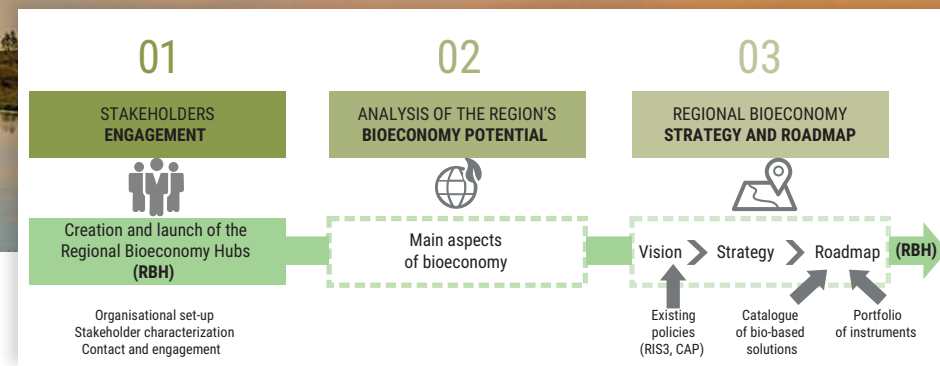 01
STAKEHOLDERS
ENGAGEMENT
Creation and launch of the
Regional Bioeconomy Hubs
(RBH)
Organisational set-up
Stakeholder characterization
Contact and engagement
02
ANALYSIS OF THE REGION'S
BIOECONOMY POTENTIAL
Main aspects
of bioeconomy
03
REGIONAL BIOECONOMY
STRATEGY AND ROADMAP
Vision
Strategy
Roadmap
(RBH)
Existing
policies
(RIS3, CAP)
Catalogue
of bio-based
solutions
Portfolio
of instruments